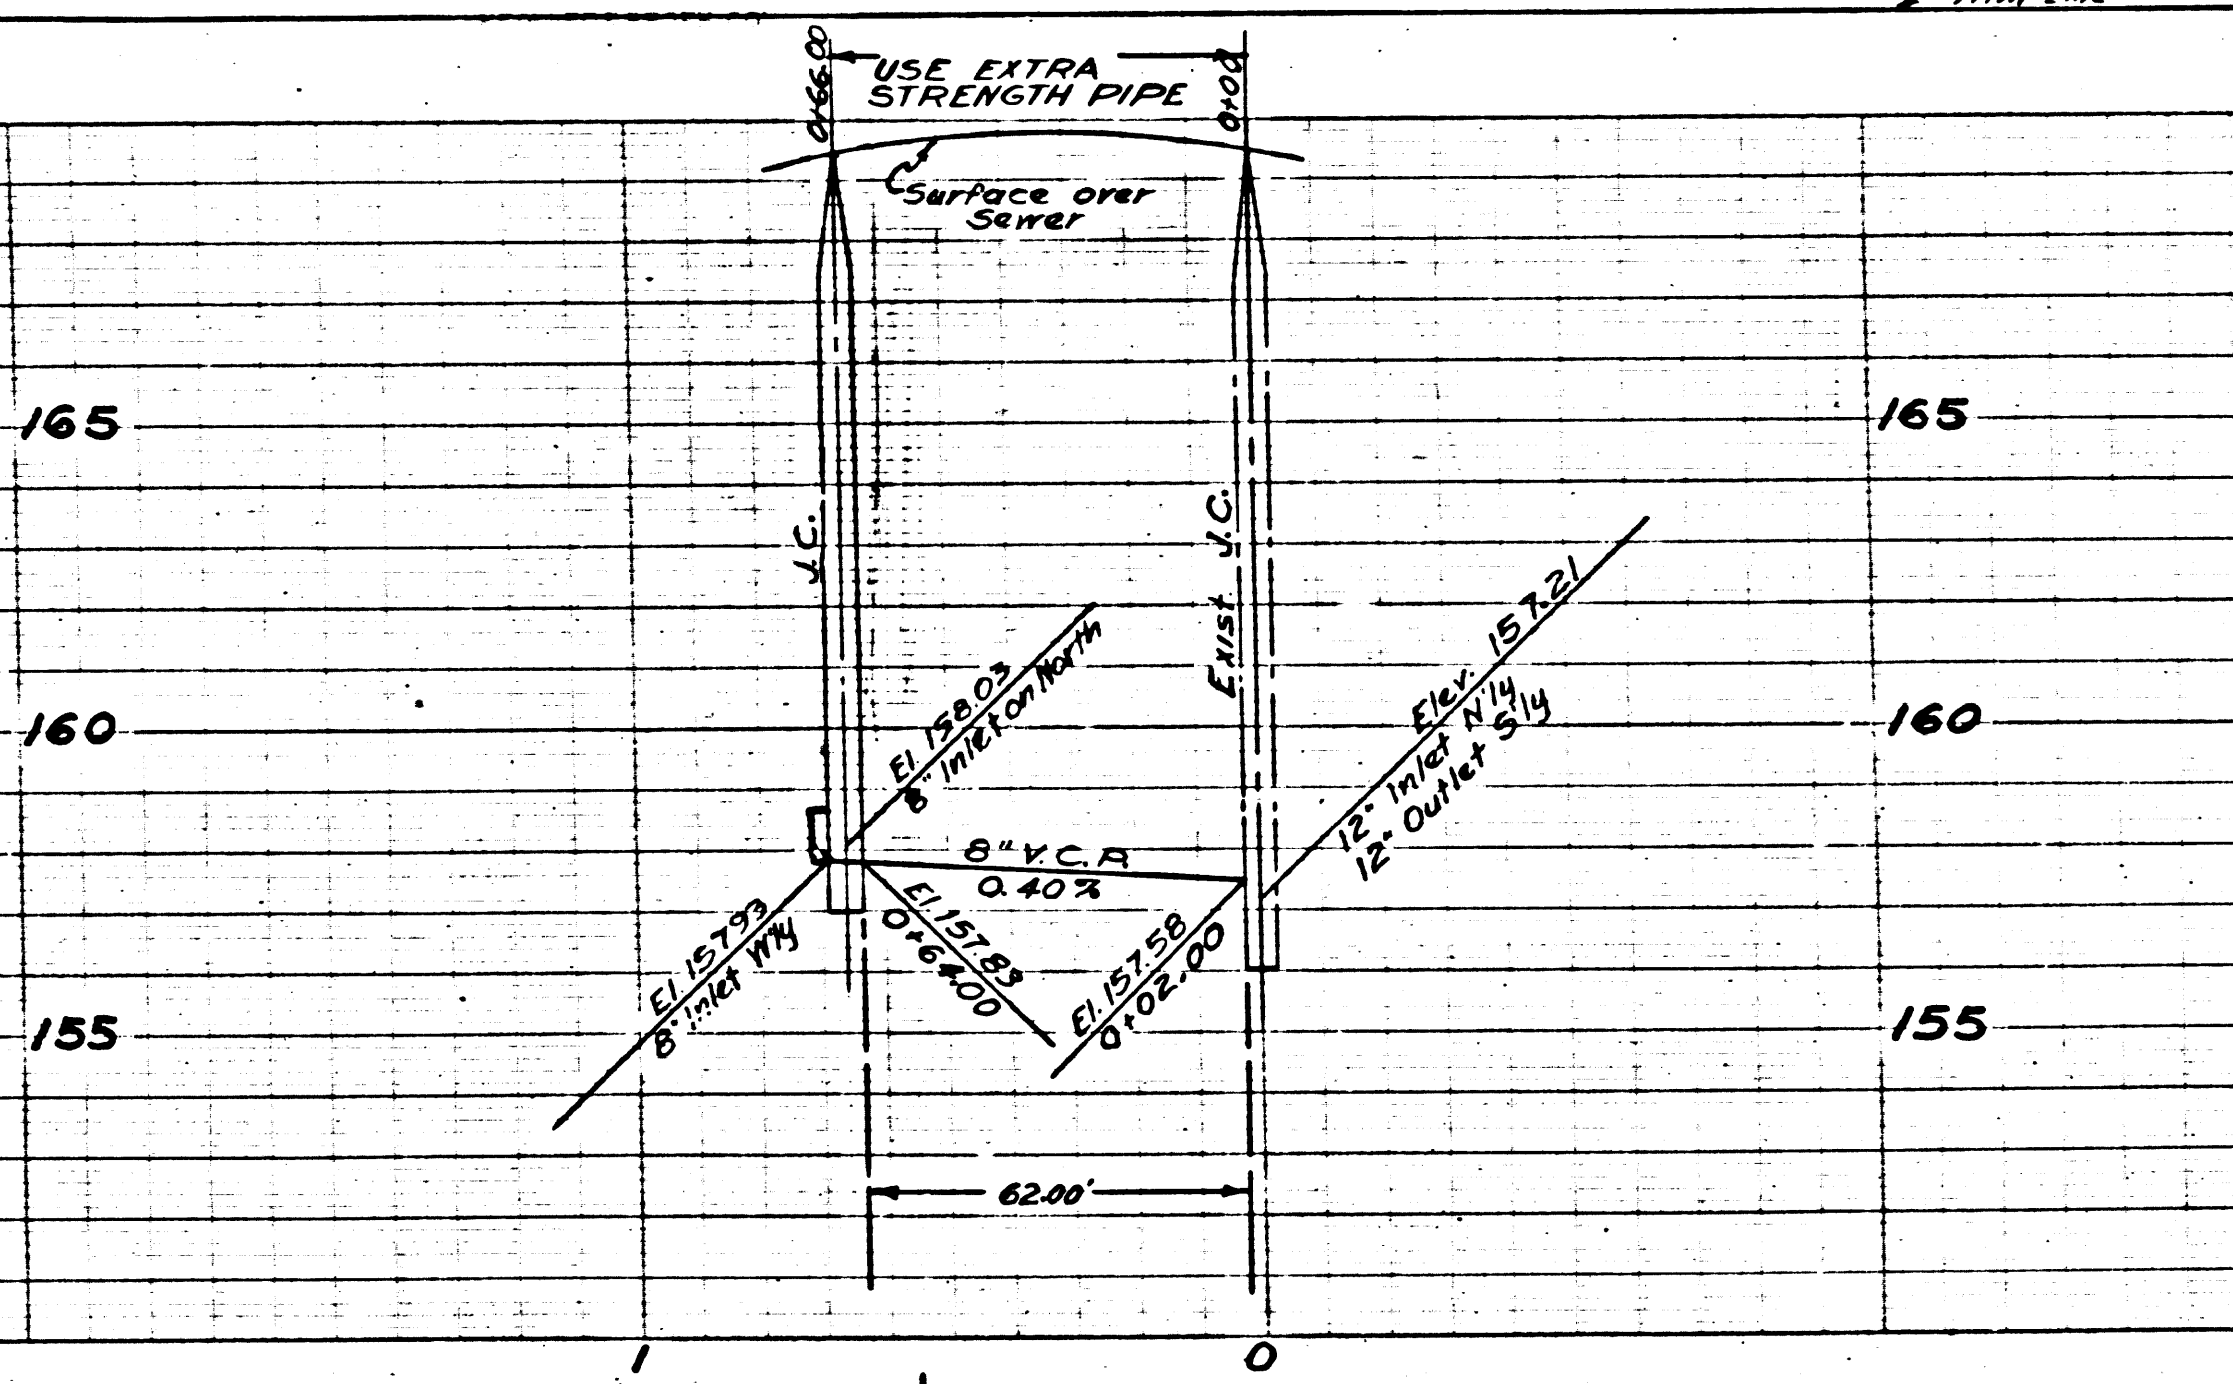 0+66.00
USE EXTRA
STRENGTH PIPE
0+00
Surface over
Sewer
165
165
J.C.
Exist J.C.
El. 158.03
8" Inlet on North
Elev. 157.21
12" Inlet N'ly
12" Outlet S'ly
160
160
8" V.C.P.
0.40%
El. 157.93
8" Inlet W'ly
El. 157.83
0+64.00
El. 157.58
0+02.00
155
155
62.00'
1
0